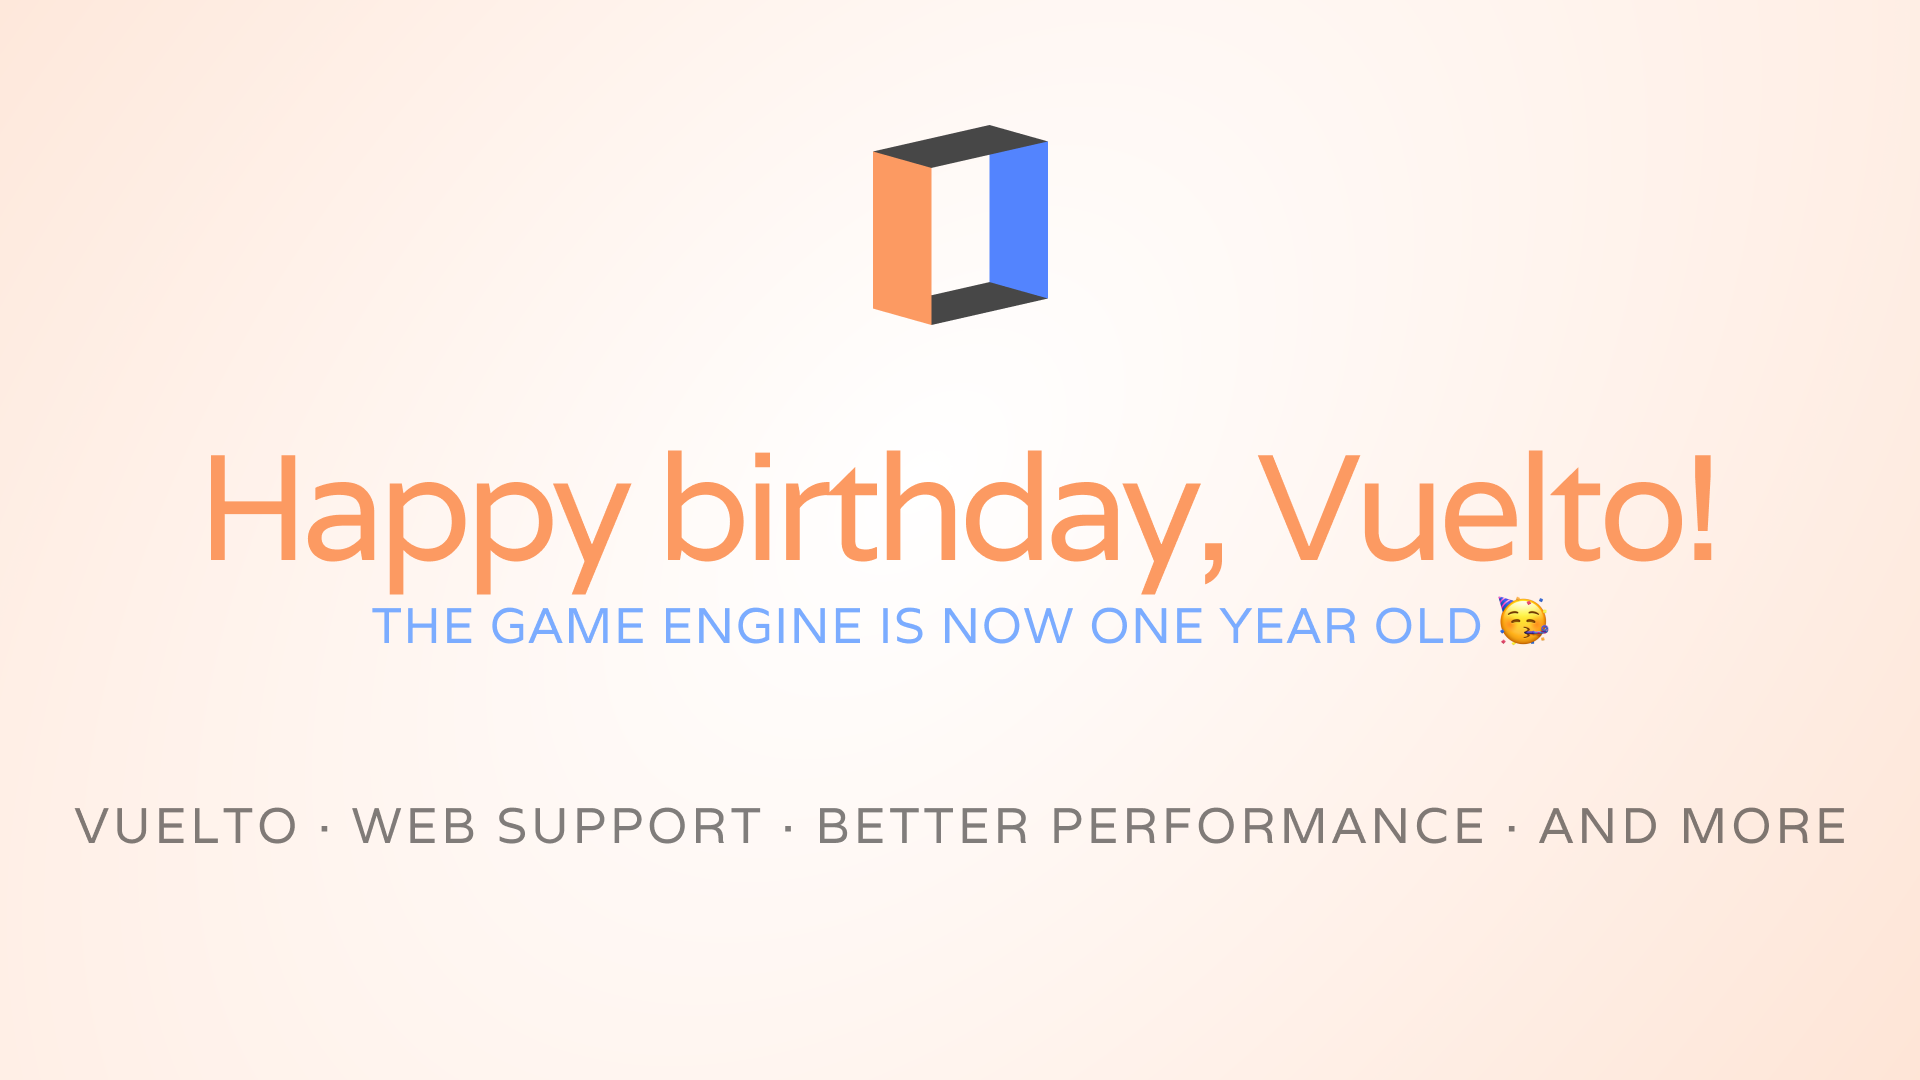 Happy birthday, Vuelto!
THE GAME ENGINE IS NOW ONE YEAR OLD 🥳
VUELTO · WEB SUPPORT · BETTER PERFORMANCE · AND MORE